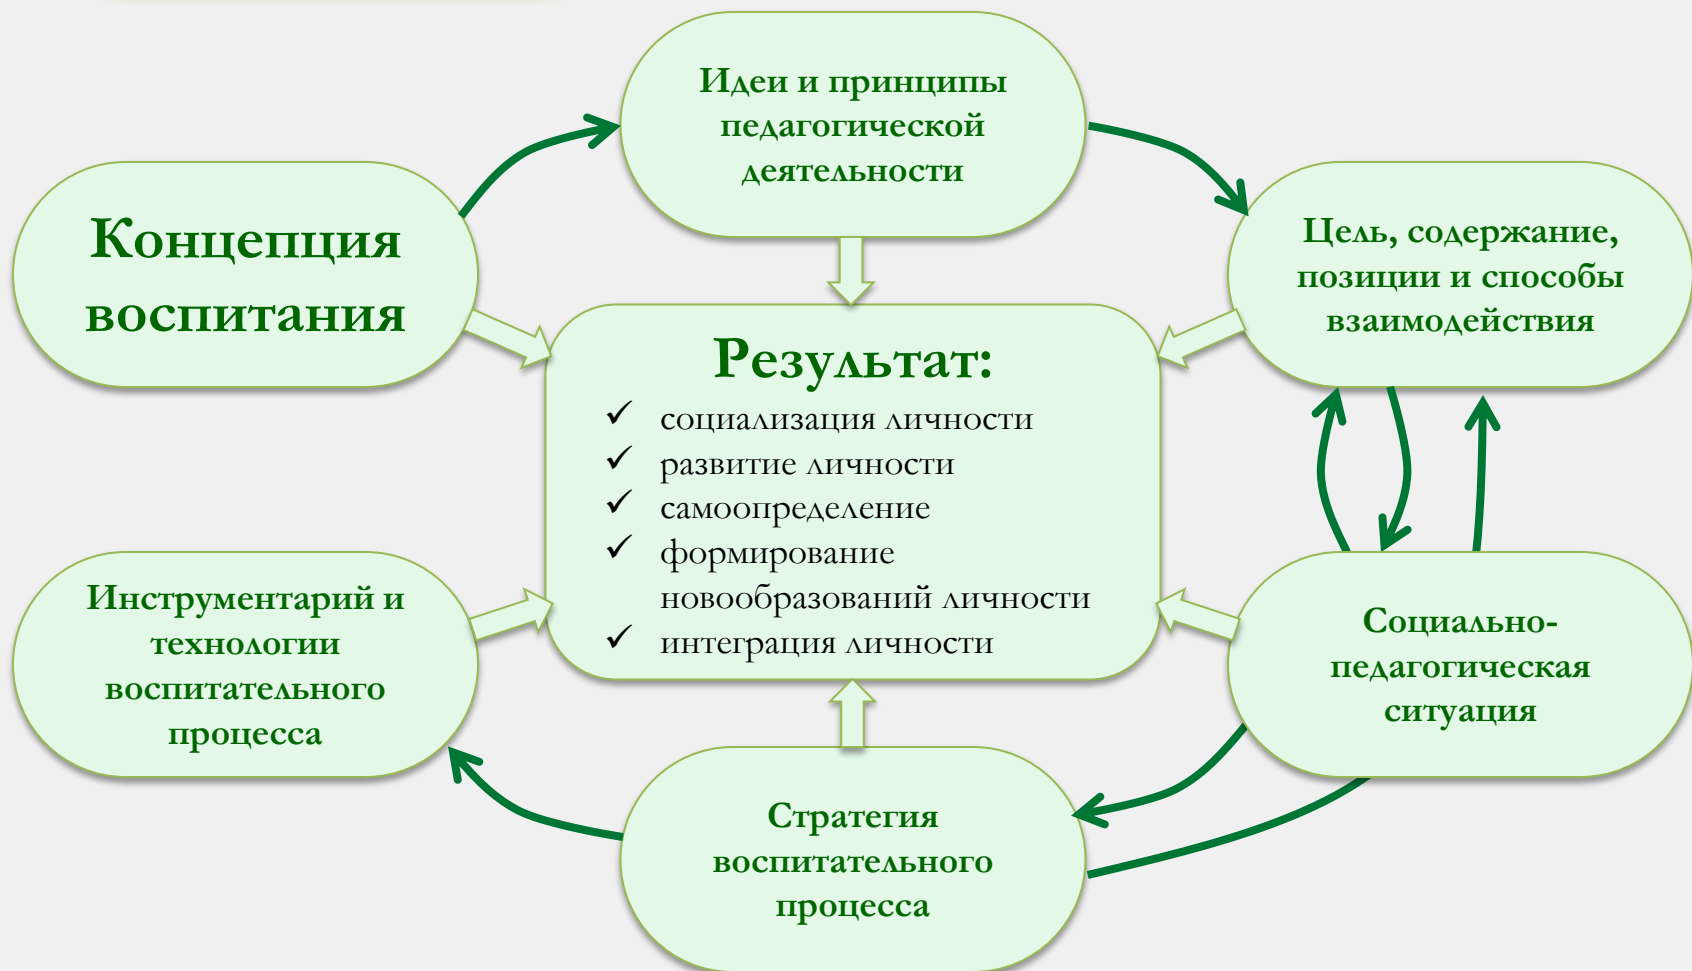 Идеи и принципы
педагогической
деятельности
Концепция
воспитания
Цель, содержание,
позиции и способы
взаимодействия
Результат:
✓ социализация личности
✓ развитие личности
✓ самоопределение
✓ формирование
новообразований личности
✓ интеграция личности
Инструментарий и
технологии
воспитательного
процесса
Социально-
педагогическая
ситуация
Стратегия
воспитательного
процесса